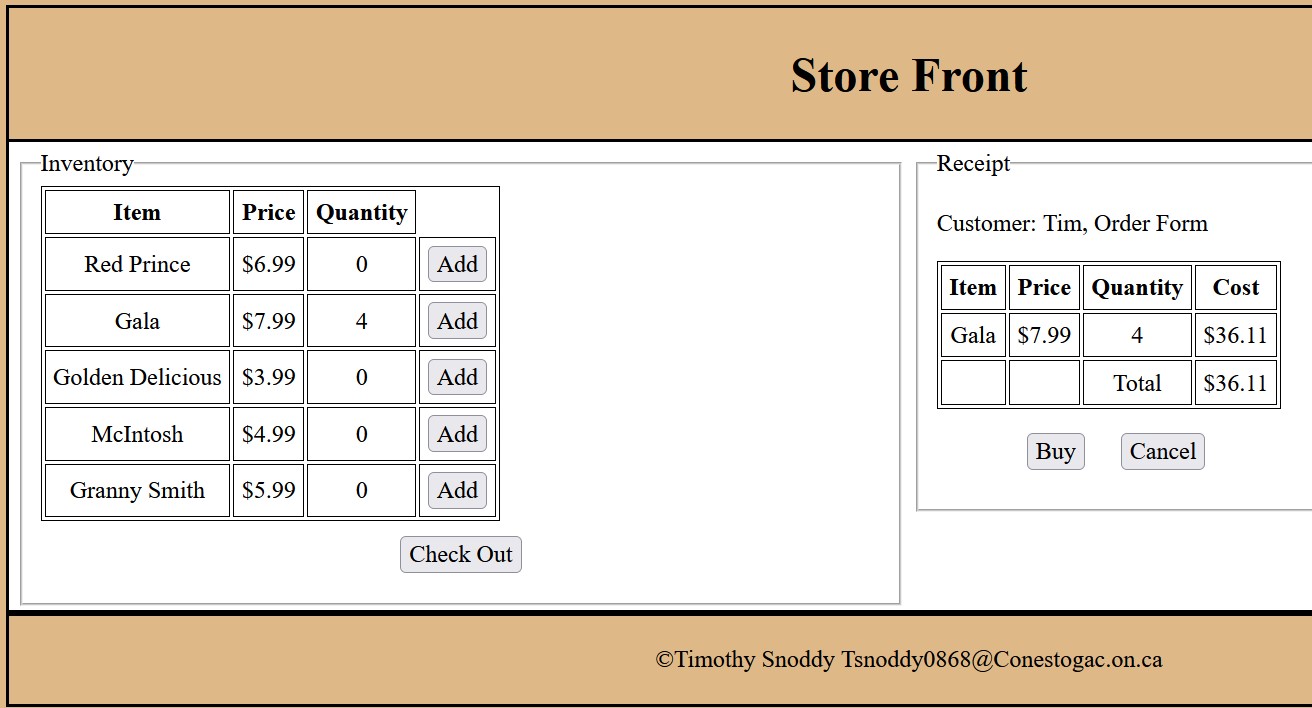 Store Front
Inventory
Item Price Quantity
Red Prince $6.99 0 Add
Gala $7.99 4 Add
Golden Delicious $3.99 0 Add
McIntosh $4.99 0 Add
Granny Smith $5.99 0 Add
Check Out
Receipt
Customer: Tim, Order Form
Item Price Quantity Cost
Gala $7.99 4 $36.11
Total $36.11
Buy Cancel
©Timothy Snoddy Tsnoddy0868@Conestogac.on.ca